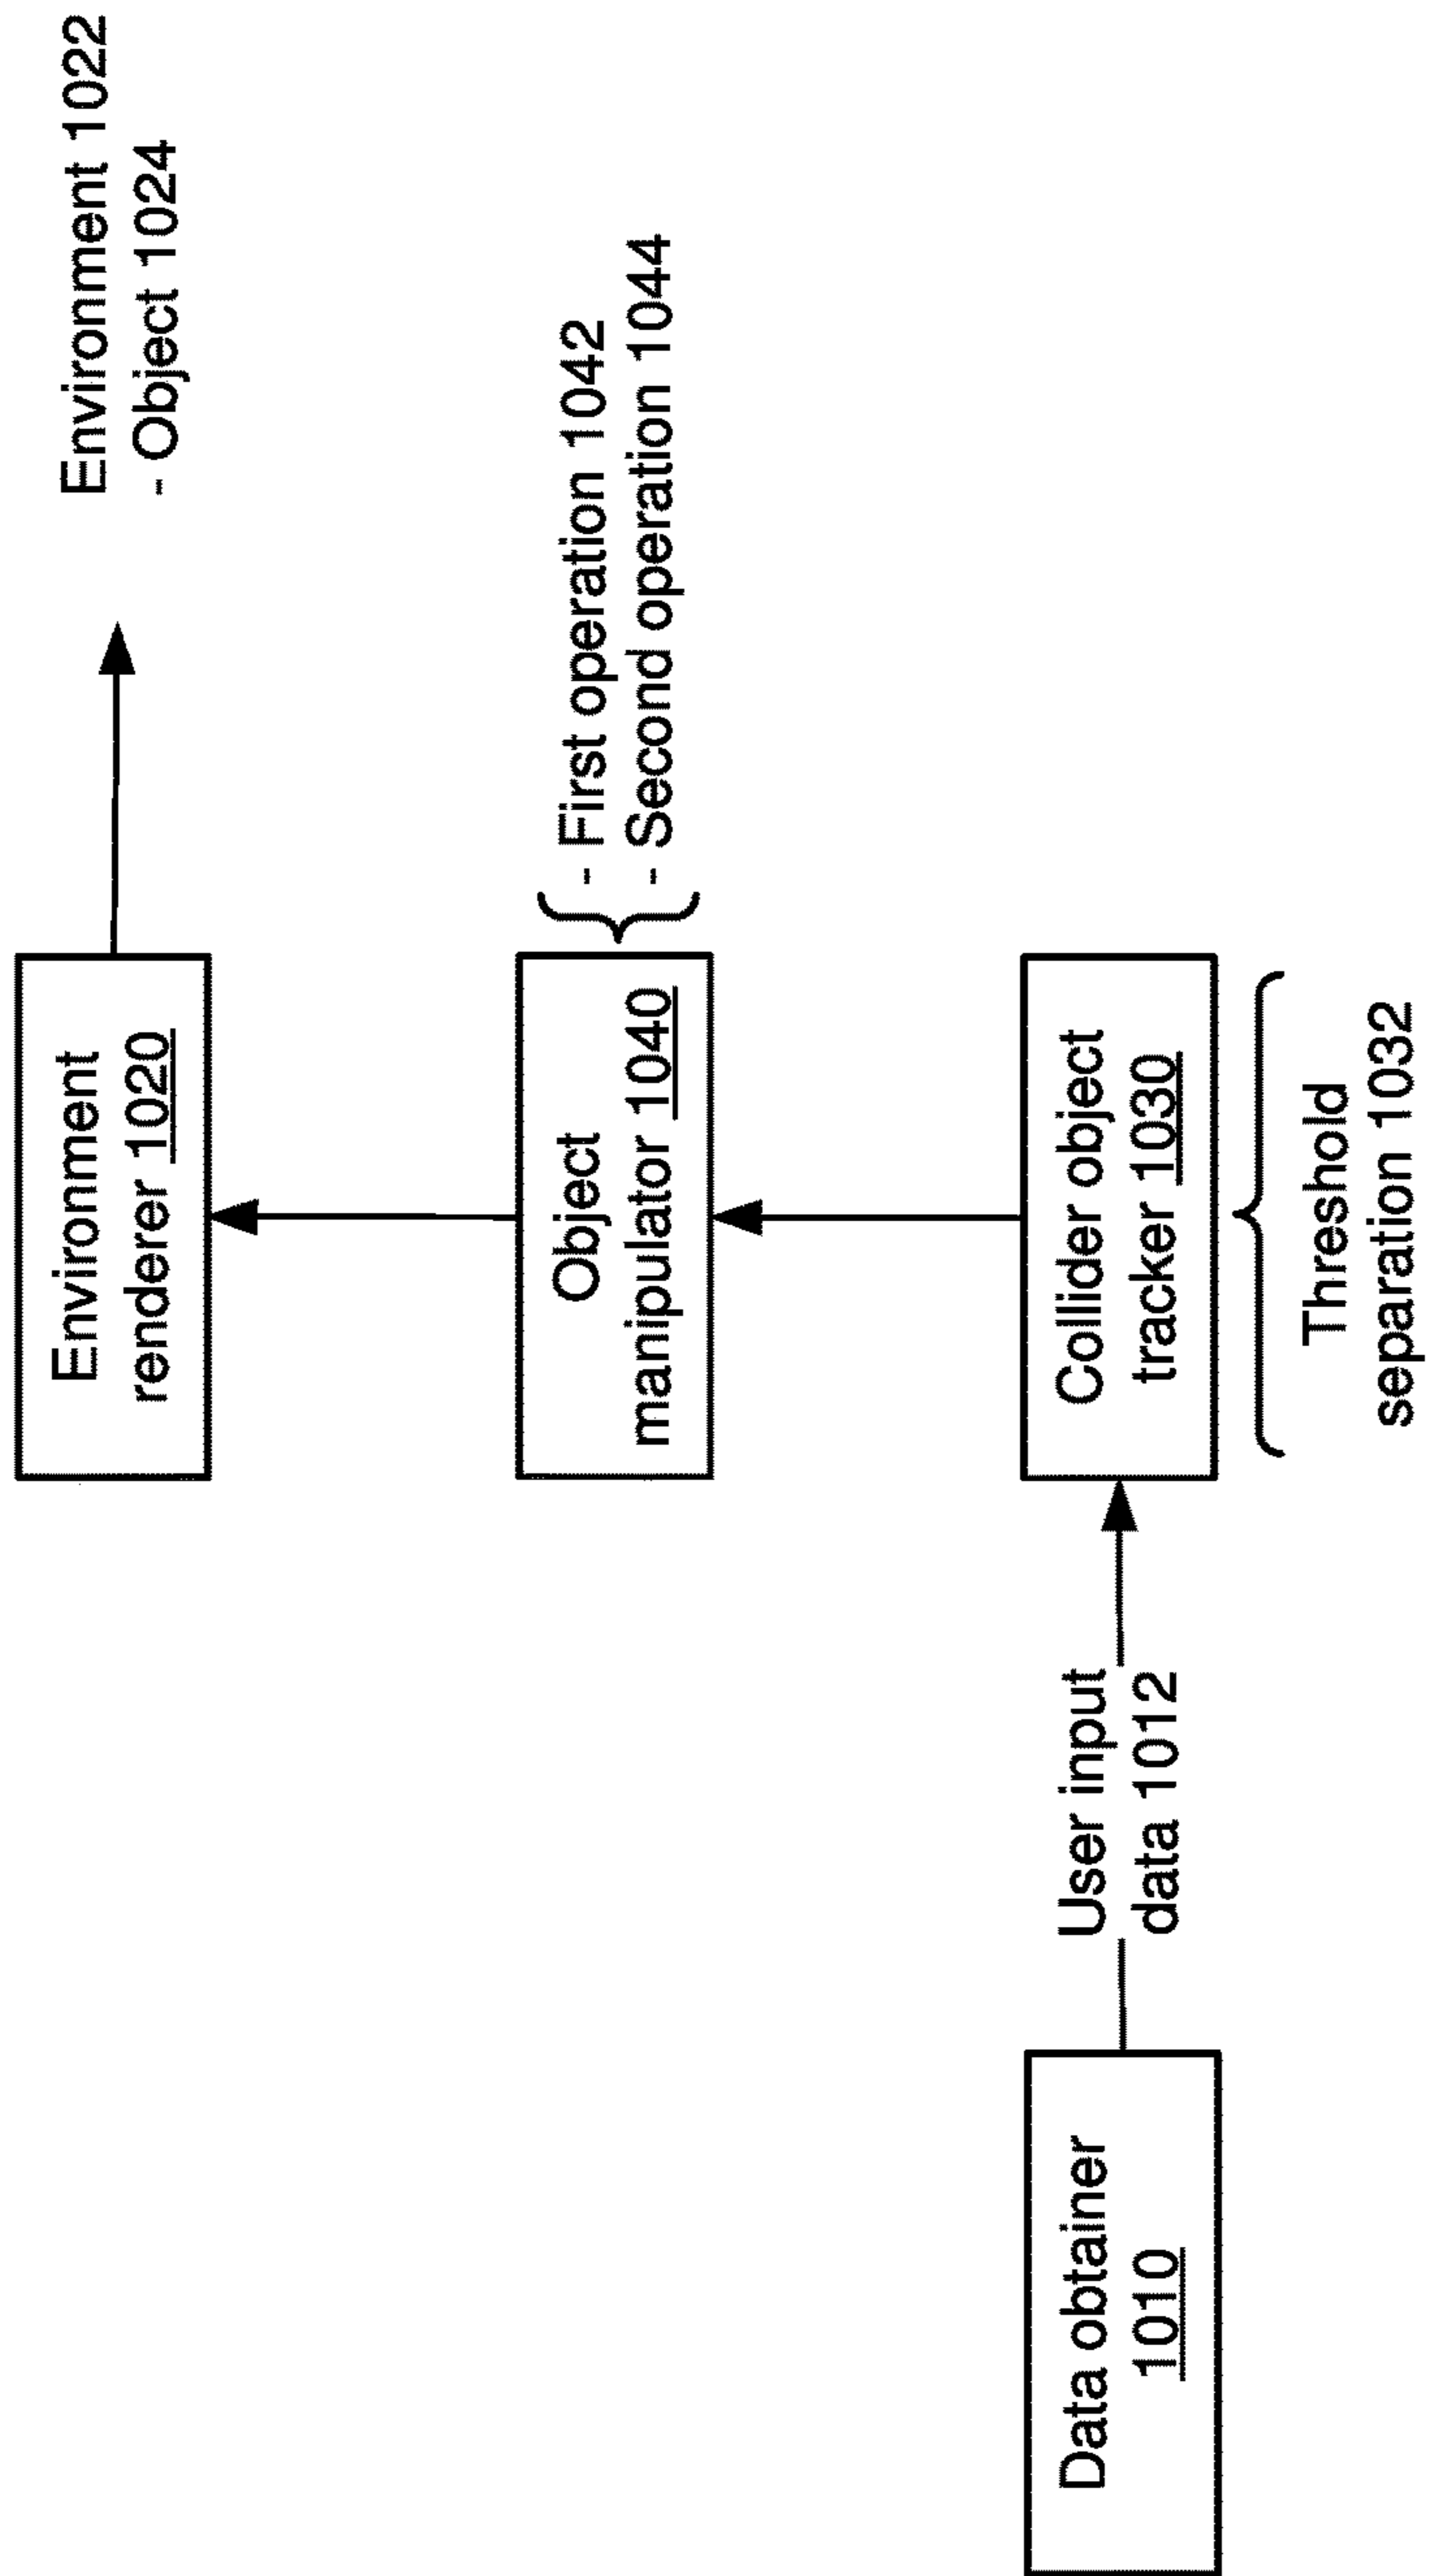 Environment
renderer 1020
Environment 1022
- Object 1024
Object
manipulator 1040
- First operation 1042
- Second operation 1044
Data obtainer
1010
User input
data 1012
Collider object
tracker 1030
Threshold
separation 1032